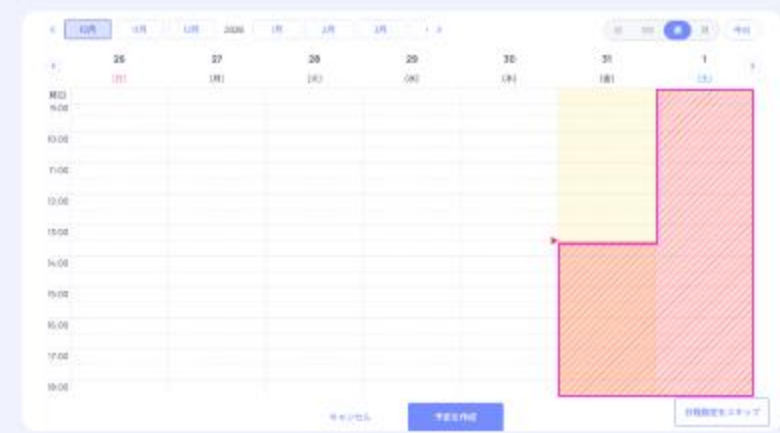 10月 11月 12月 2026 1月 2月 3月 今日
26 27 28 29 30 31 1
(日) (月) (火) (水) (木) (金) (土)
終日
9:00
10:00
11:00
12:00
13:00
14:00
15:00
16:00
17:00
18:00
キャンセル 予定を作成 日程指定をスキップ